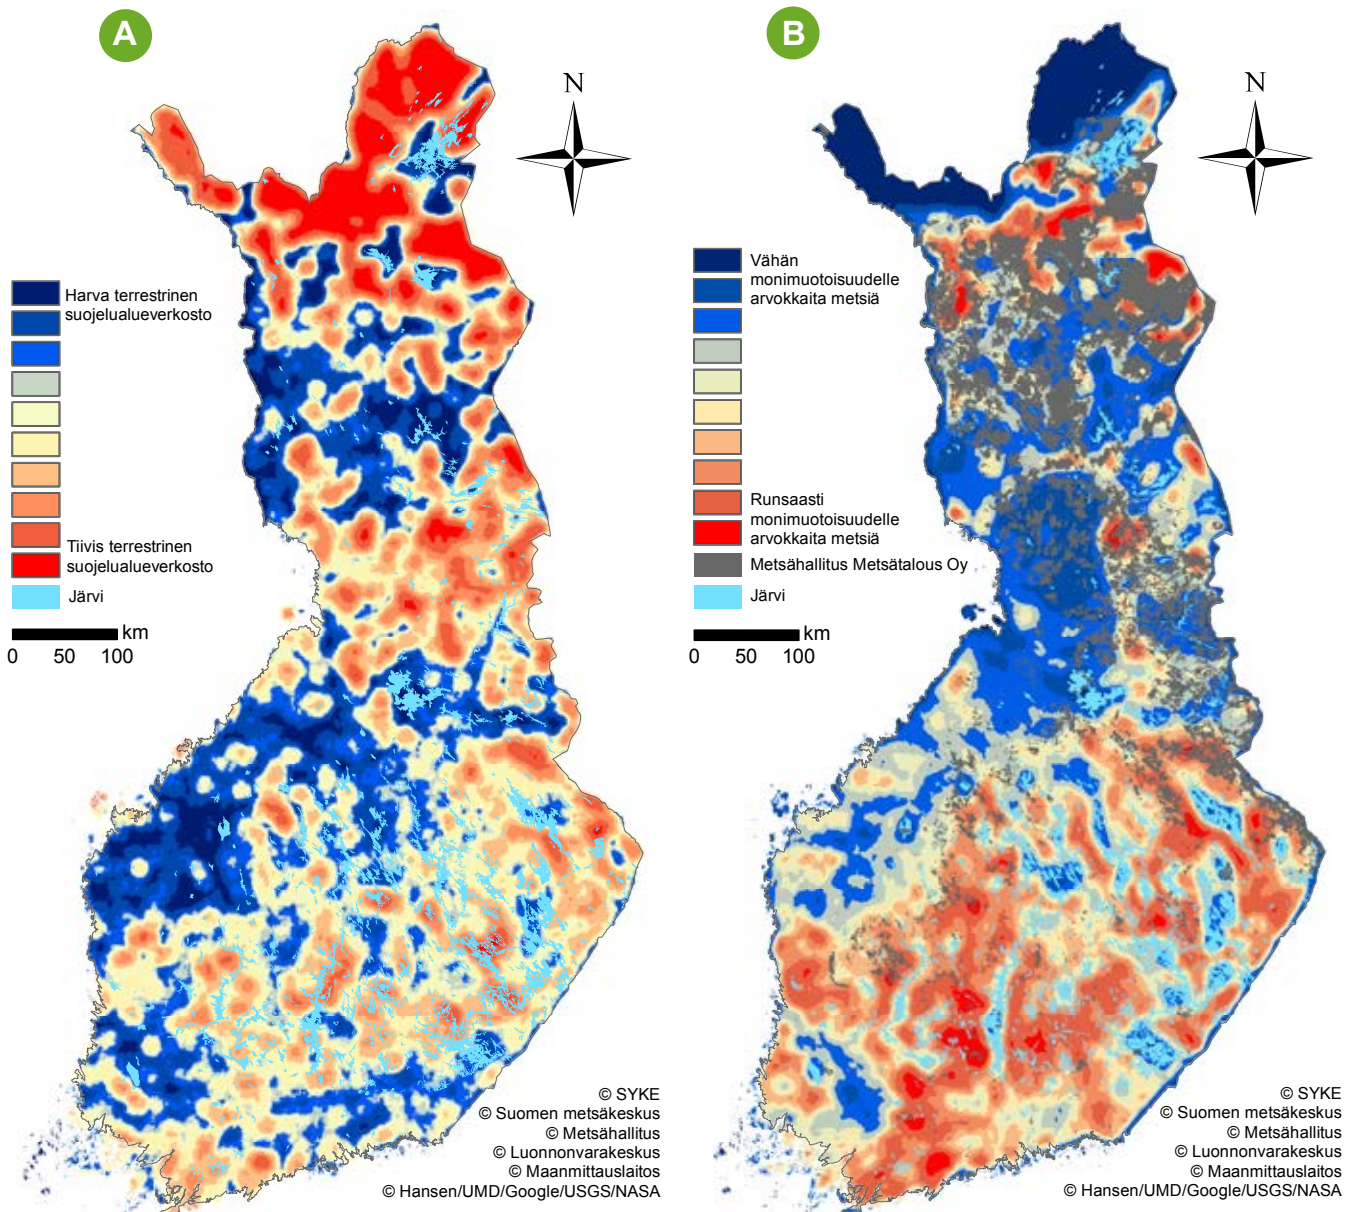 A
N
Harva terrestrinen
suojelualueverkosto
Tiivis terrestrinen
suojelualueverkosto
Järvi
km
0 50 100
© SYKE
© Suomen metsäkeskus
© Metsähallitus
© Luonnonvarakeskus
© Maanmittauslaitos
© Hansen/UMD/Google/USGS/NASA
B
N
Vähän
monimuotoisuudelle
arvokkaita metsiä
Runsaasti
monimuotoisuudelle
arvokkaita metsiä
Metsähallitus Metsätalous Oy
Järvi
km
0 50 100
© SYKE
© Suomen metsäkeskus
© Metsähallitus
© Luonnonvarakeskus
© Maanmittauslaitos
© Hansen/UMD/Google/USGS/NASA